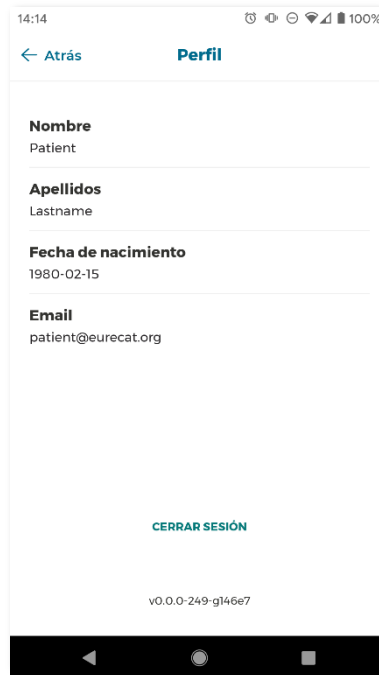 14:14
100%
Atrás
Perfil
Nombre
Patient
Apellidos
Lastname
Fecha de nacimiento
1980-02-15
Email
patient@eurecat.org
CERRAR SESIÓN
v0.0.0-249-g146e7